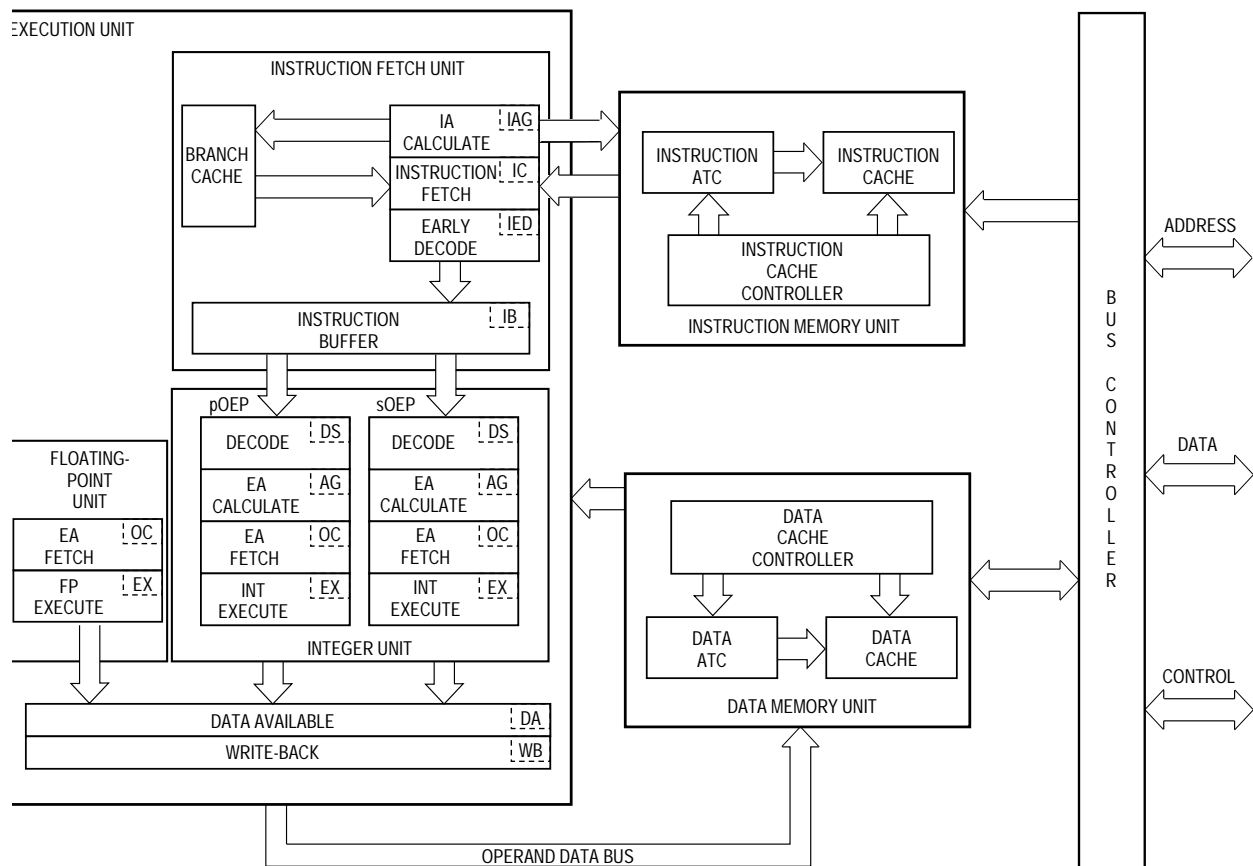 EXECUTION UNIT
INSTRUCTION FETCH UNIT
BRANCH
CACHE
IA
CALCULATE
IAG
INSTRUCTION
FETCH
IC
EARLY
DECODE
IED
INSTRUCTION
BUFFER
IB
INSTRUCTION
ATC
INSTRUCTION
CACHE
INSTRUCTION
CACHE
CONTROLLER
INSTRUCTION MEMORY UNIT
pOEP
DECODE
DS
EA
CALCULATE
AG
EA
FETCH
OC
INT
EXECUTE
EX
sOEP
DECODE
DS
EA
CALCULATE
AG
EA
FETCH
OC
INT
EXECUTE
EX
INTEGER UNIT
FLOATING-
POINT
UNIT
EA
FETCH
OC
FP
EXECUTE
EX
DATA AVAILABLE
DA
WRITE-BACK
WB
DATA
CACHE
CONTROLLER
DATA
ATC
DATA
CACHE
DATA MEMORY UNIT
OPERAND DATA BUS
BUS CONTROLLER
ADDRESS
DATA
CONTROL